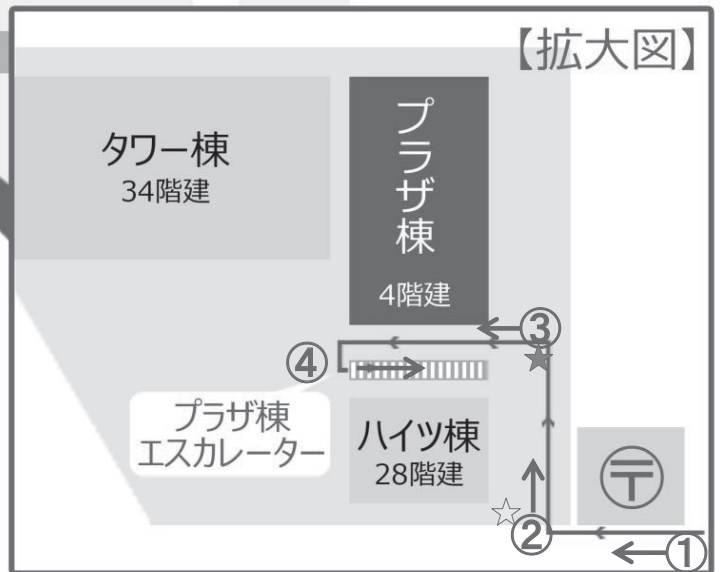 【拡大図】
タワー棟
34階建
プラザ棟
4階建
③
④
プラザ棟
エスカレーター
ハイツ棟
28階建
〒
②
①